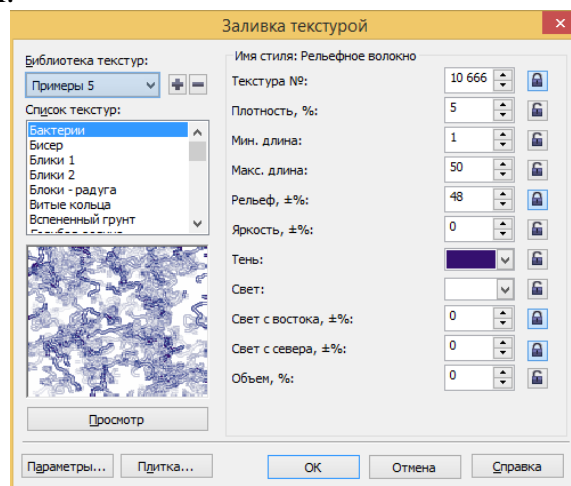 Заливка текстурой
Библиотека текстур:
Примеры 5
Список текстур:
Бактерии
Бисер
Блики 1
Блики 2
Блоки - радуга
Витые кольца
Вспененный грунт
Просмотр
Имя стиля: Рельефное волокно
Текстура №: 10 666
Плотность, %: 5
Мин. длина: 1
Макс. длина: 50
Рельеф, ±%: 48
Яркость, ±%: 0
Тень:
Свет:
Свет с востока, ±%: 0
Свет с севера, ±%: 0
Объем, %: 0
Параметры... Плитка... ОК Отмена Справка